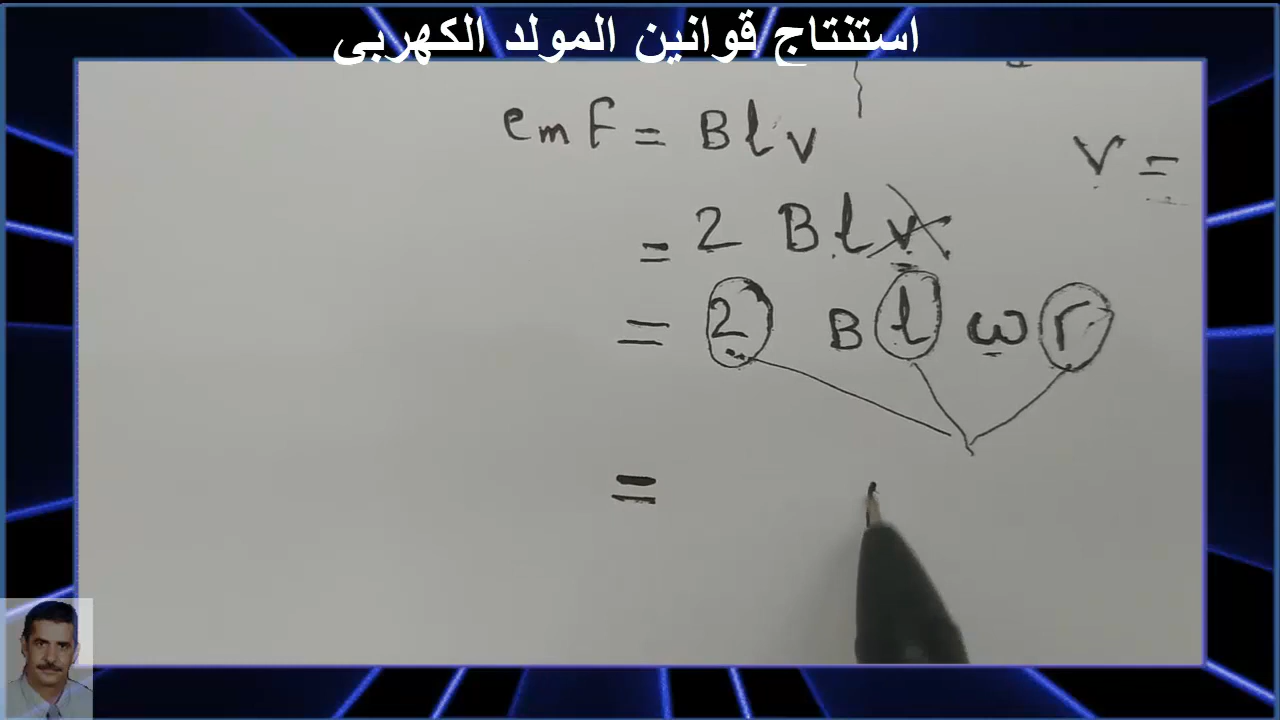 استنتاج قوانين المولد الكهربى
emf = Blv
v =
= 2 Blv
= 2 B l ω r
=